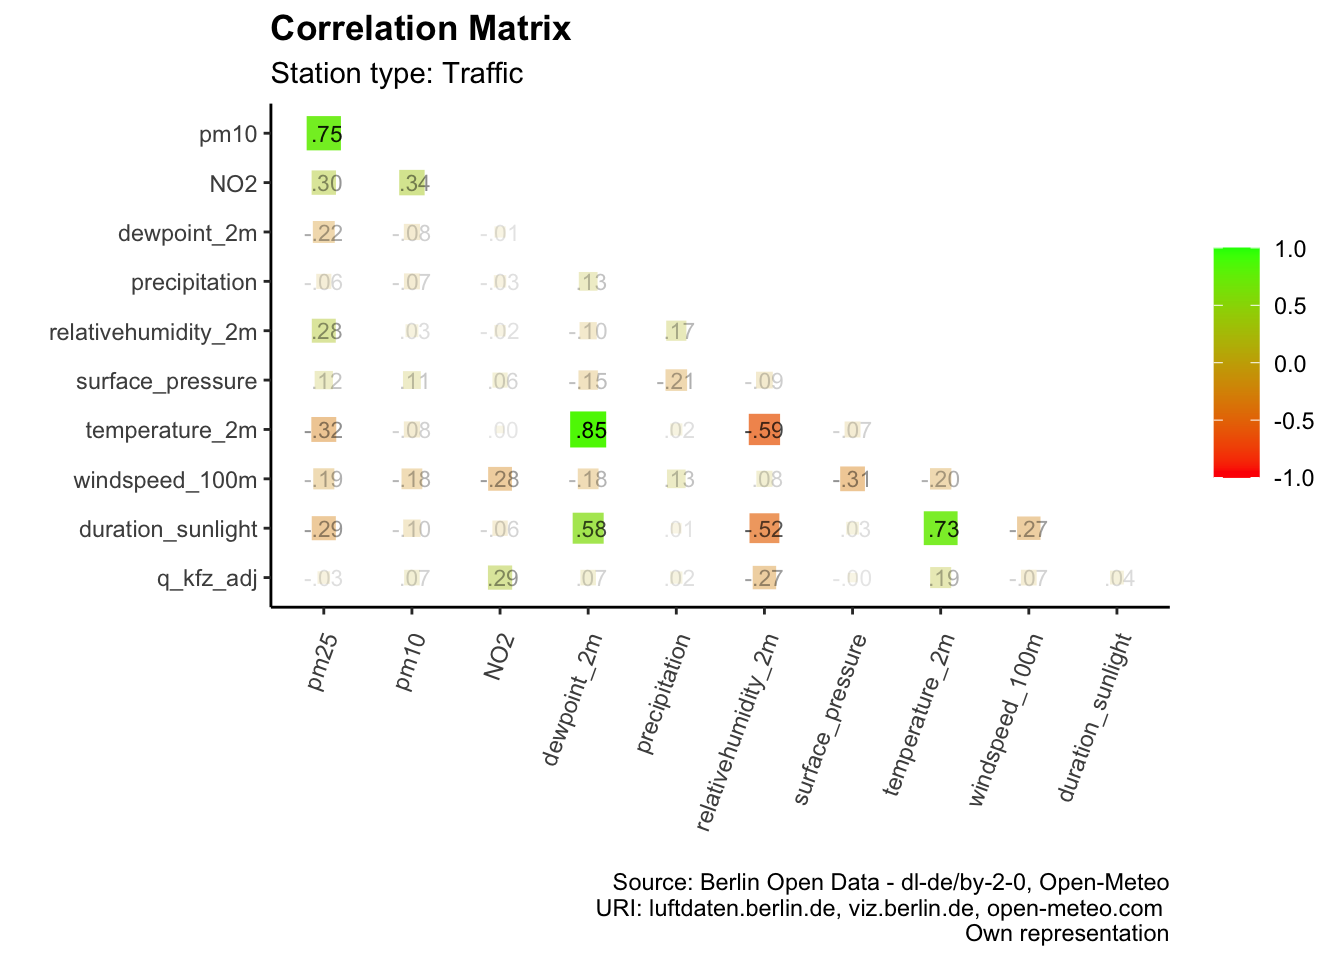 Correlation Matrix
Station type: Traffic
pm10 .75
NO2 .30 .34
dewpoint_2m -.22 -.08 -.01
precipitation -.06 -.07 -.03 .13
relativehumidity_2m .28 .03 -.02 -.10 .17
surface_pressure .12 .11 .06 -.15 -.21 -.09
temperature_2m -.32 -.08 .00 .85 .02 -.59 -.07
windspeed_100m -.19 -.18 -.28 -.18 .13 .08 -.31 -.20
duration_sunlight -.29 -.10 -.06 .58 .01 -.52 .03 .73 -.27
q_kfz_adj -.03 .07 .29 .07 .02 -.27 -.00 .19 -.07 .04
pm25 pm10 NO2 dewpoint_2m precipitation relativehumidity_2m surface_pressure temperature_2m windspeed_100m duration_sunlight
1.0
0.5
0.0
-0.5
-1.0
Source: Berlin Open Data - dl-de/by-2-0, Open-Meteo
URI: luftdaten.berlin.de, viz.berlin.de, open-meteo.com
Own representation